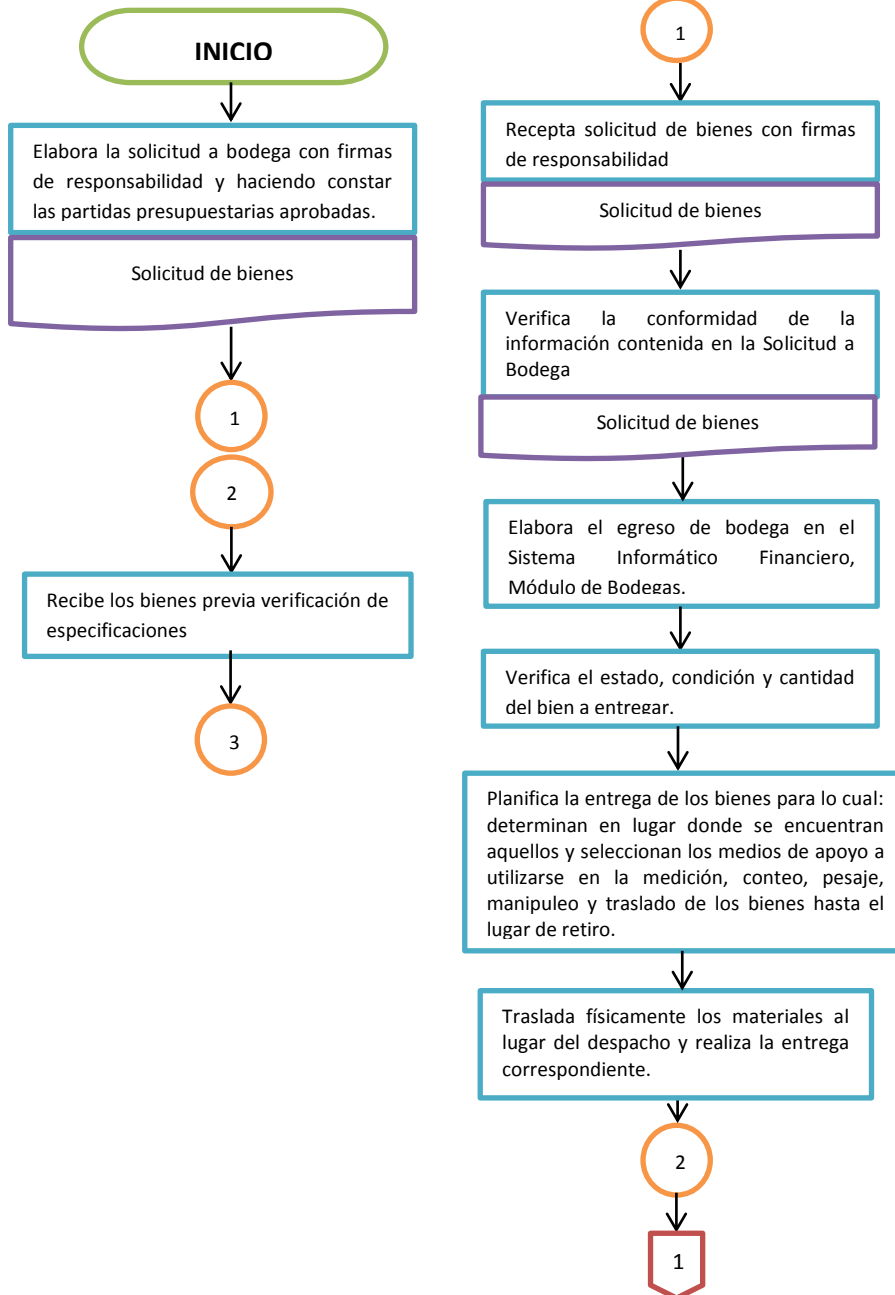 INICIO
Elabora la solicitud a bodega con firmas
de responsabilidad y haciendo constar
las partidas presupuestarias aprobadas.
Solicitud de bienes
1
2
Recibe los bienes previa verificación de
especificaciones
3
1
Recepta solicitud de bienes con firmas
de responsabilidad
Solicitud de bienes
Verifica la conformidad de la
información contenida en la Solicitud a
Bodega
Solicitud de bienes
Elabora el egreso de bodega en el
Sistema Informático Financiero,
Módulo de Bodegas.
Verifica el estado, condición y cantidad
del bien a entregar.
Planifica la entrega de los bienes para lo cual:
determinan en lugar donde se encuentran
aquellos y seleccionan los medios de apoyo a
utilizarse en la medición, conteo, pesaje,
manipuleo y traslado de los bienes hasta el
lugar de retiro.
Traslada físicamente los materiales al
lugar del despacho y realiza la entrega
correspondiente.
2
1